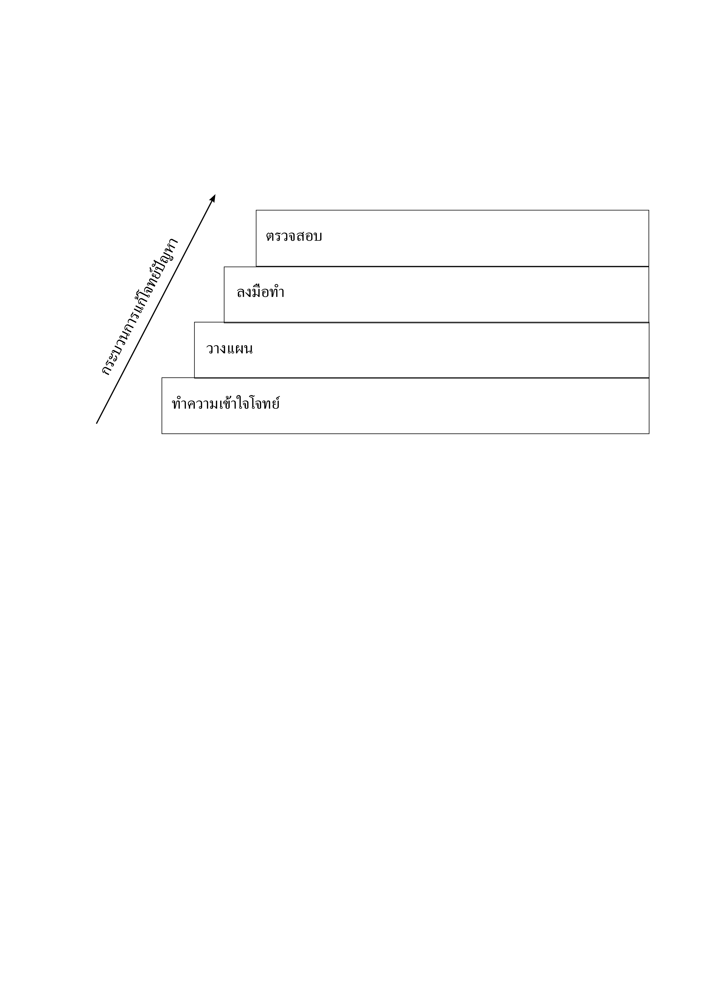 ตรวจสอบ
กระบวนการแก้โจทย์ปัญหา
ลงมือทำ
วางแผน
ทำความเข้าใจโจทย์